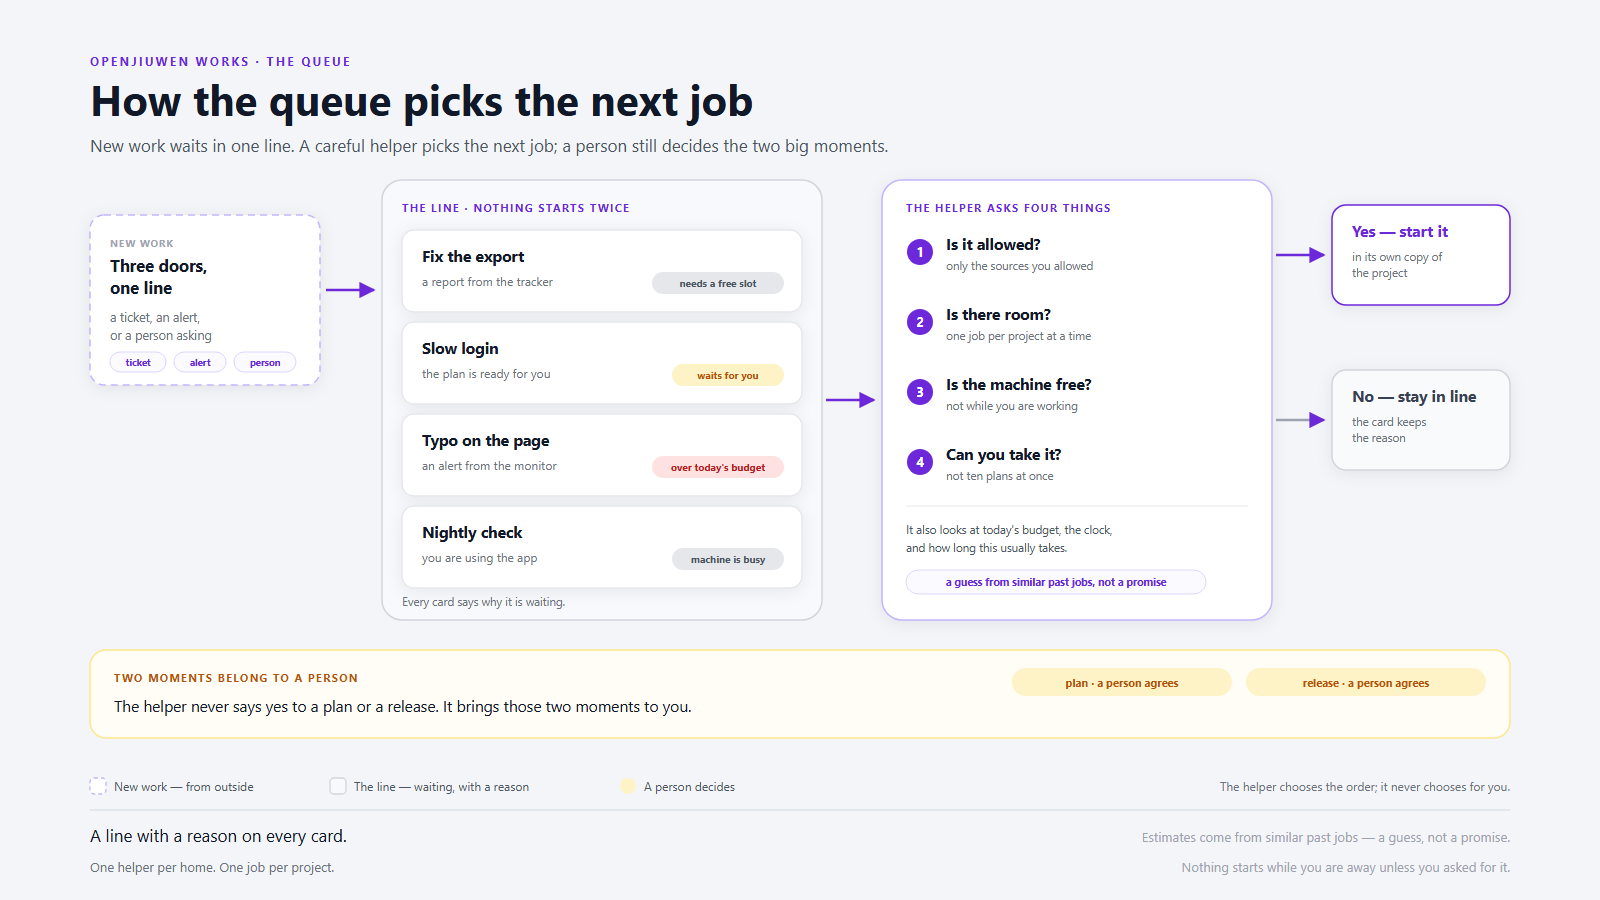 OPENJIUWEN WORKS · THE QUEUE
How the queue picks the next job
New work waits in one line. A careful helper picks the next job; a person still decides the two big moments.
NEW WORK
Three doors,
one line
a ticket, an alert,
or a person asking
ticket
alert
person
THE LINE · NOTHING STARTS TWICE
Fix the export
a report from the tracker
needs a free slot
Slow login
the plan is ready for you
waits for you
Typo on the page
an alert from the monitor
over today's budget
Nightly check
you are using the app
machine is busy
Every card says why it is waiting.
THE HELPER ASKS FOUR THINGS
1
Is it allowed?
only the sources you allowed
2
Is there room?
one job per project at a time
3
Is the machine free?
not while you are working
4
Can you take it?
not ten plans at once
It also looks at today's budget, the clock,
and how long this usually takes.
a guess from similar past jobs, not a promise
Yes — start it
in its own copy of
the project
No — stay in line
the card keeps
the reason
TWO MOMENTS BELONG TO A PERSON
The helper never says yes to a plan or a release. It brings those two moments to you.
plan · a person agrees
release · a person agrees
New work — from outside
The line — waiting, with a reason
A person decides
The helper chooses the order; it never chooses for you.
A line with a reason on every card.
Estimates come from similar past jobs — a guess, not a promise.
One helper per home. One job per project.
Nothing starts while you are away unless you asked for it.